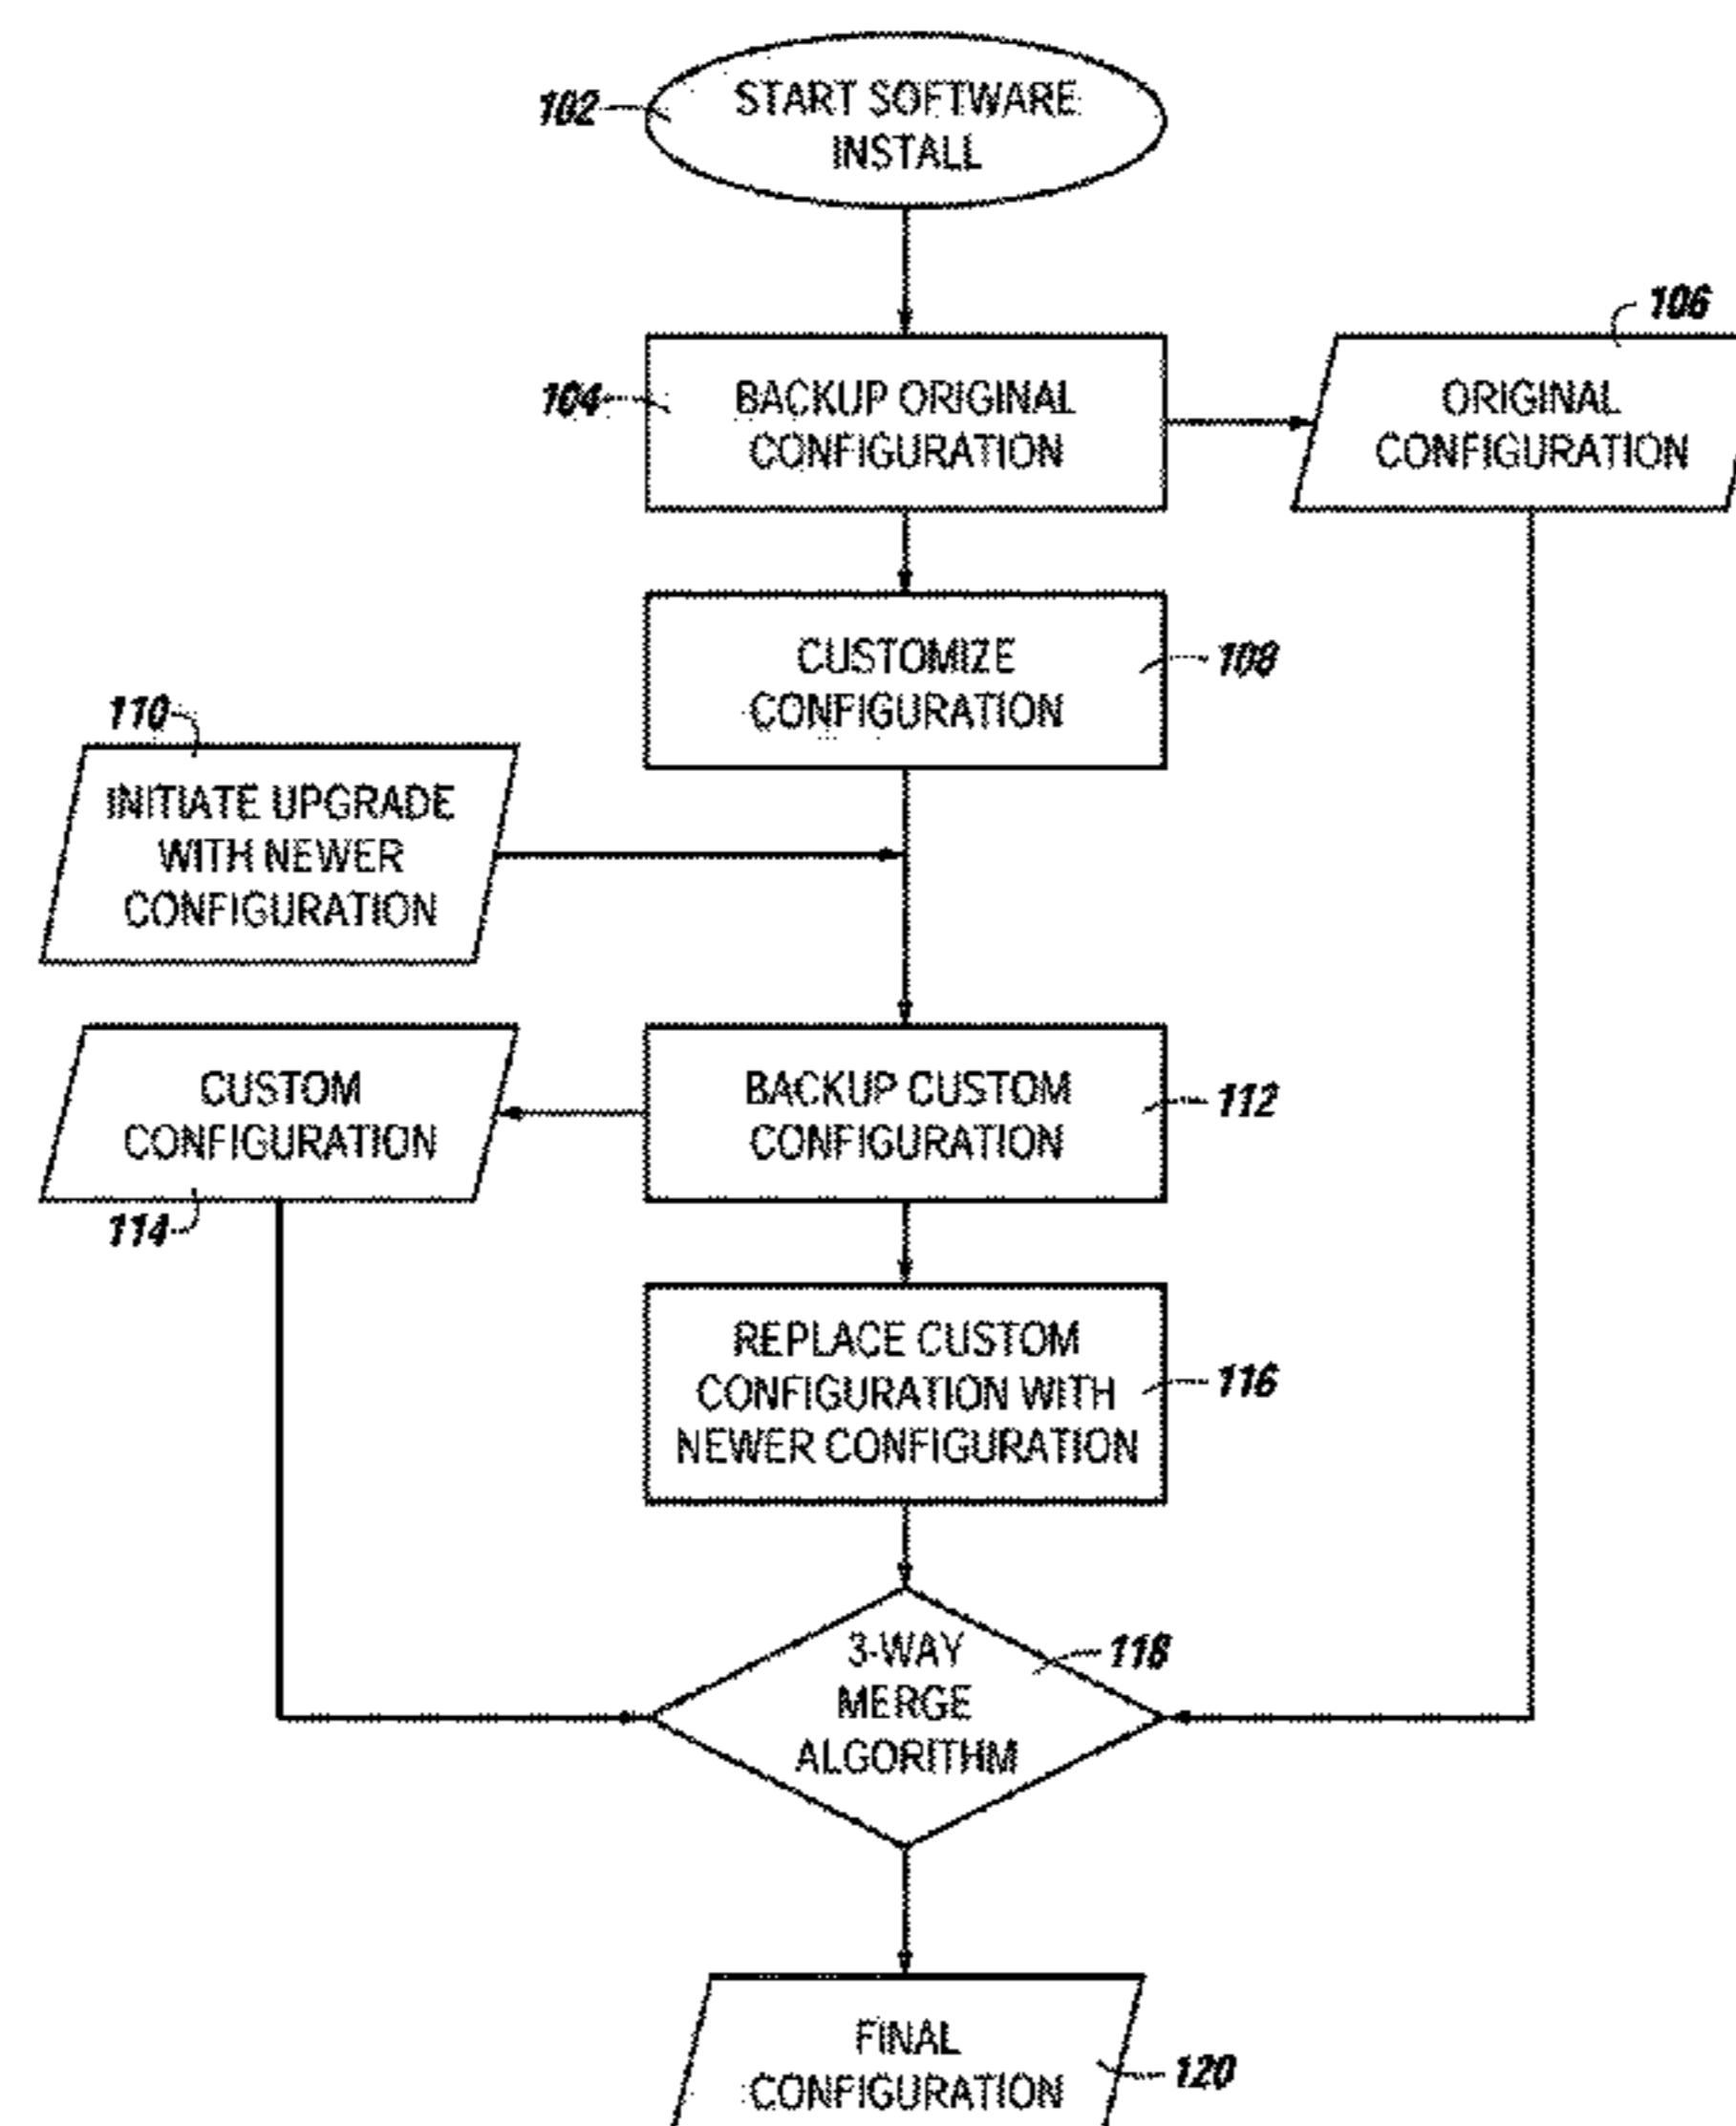 102
START SOFTWARE
INSTALL
104
BACKUP ORIGINAL
CONFIGURATION
106
ORIGINAL
CONFIGURATION
CUSTOMIZE
CONFIGURATION
108
110
INITIATE UPGRADE
WITH NEWER
CONFIGURATION
BACKUP CUSTOM
CONFIGURATION
112
CUSTOM
CONFIGURATION
114
REPLACE CUSTOM
CONFIGURATION WITH
NEWER CONFIGURATION
116
3-WAY
MERGE
ALGORITHM
118
FINAL
CONFIGURATION
120